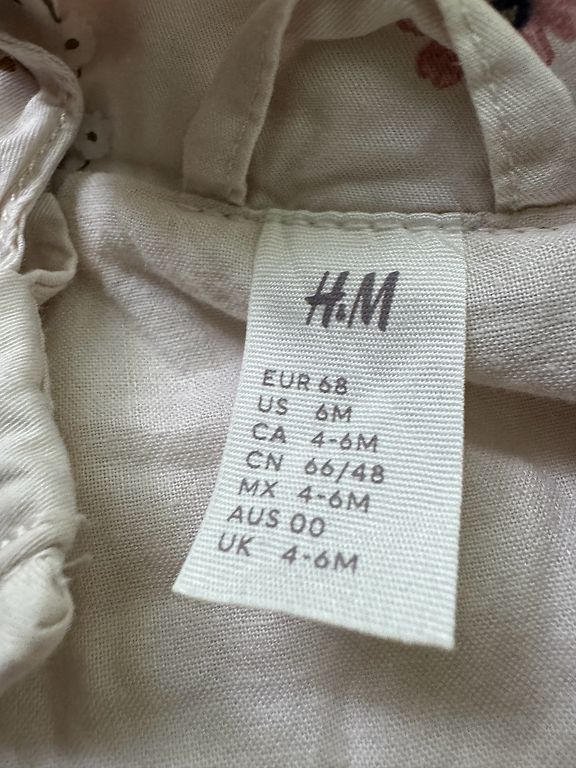 H&M
EUR 68
US 6M
CA 4-6M
CN 66/48
MX 4-6M
AUS 00
UK 4-6M